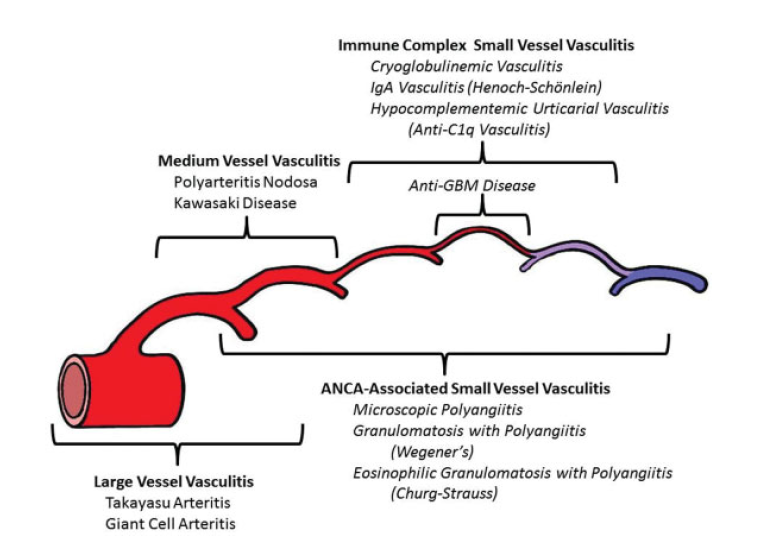 Immune Complex Small Vessel Vasculitis
Cryoglobulinemic Vasculitis
IgA Vasculitis (Henoch-Schönlein)
Hypocomplementemic Urticarial Vasculitis
(Anti-C1q Vasculitis)
Medium Vessel Vasculitis
Polyarteritis Nodosa
Kawasaki Disease
Anti-GBM Disease
ANCA-Associated Small Vessel Vasculitis
Microscopic Polyangiitis
Granulomatosis with Polyangiitis
(Wegener’s)
Eosinophilic Granulomatosis with Polyangiitis
(Churg-Strauss)
Large Vessel Vasculitis
Takayasu Arteritis
Giant Cell Arteritis